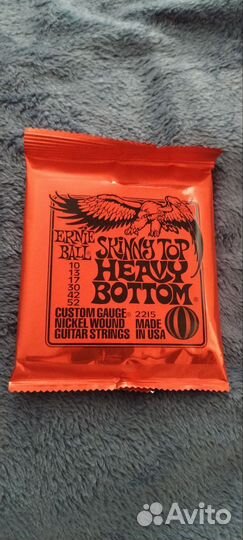 ERNIE BALL
SKINNY TOP
HEAVY
BOTTOM
10
13
17
30
42
52
CUSTOM GAUGE®
NICKEL WOUND
GUITAR STRINGS
2215
MADE
IN USA
Avito